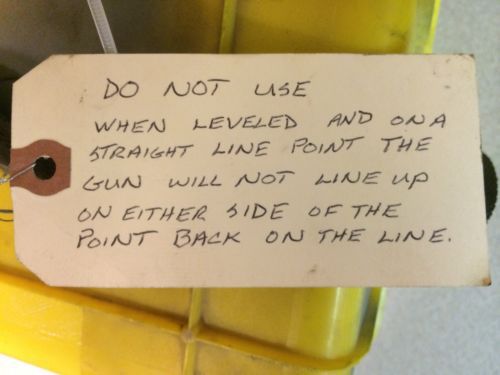 DO NOT USE
WHEN LEVELED AND ON A
STRAIGHT LINE POINT THE
GUN WILL NOT LINE UP
ON EITHER SIDE OF THE
POINT BACK ON THE LINE.